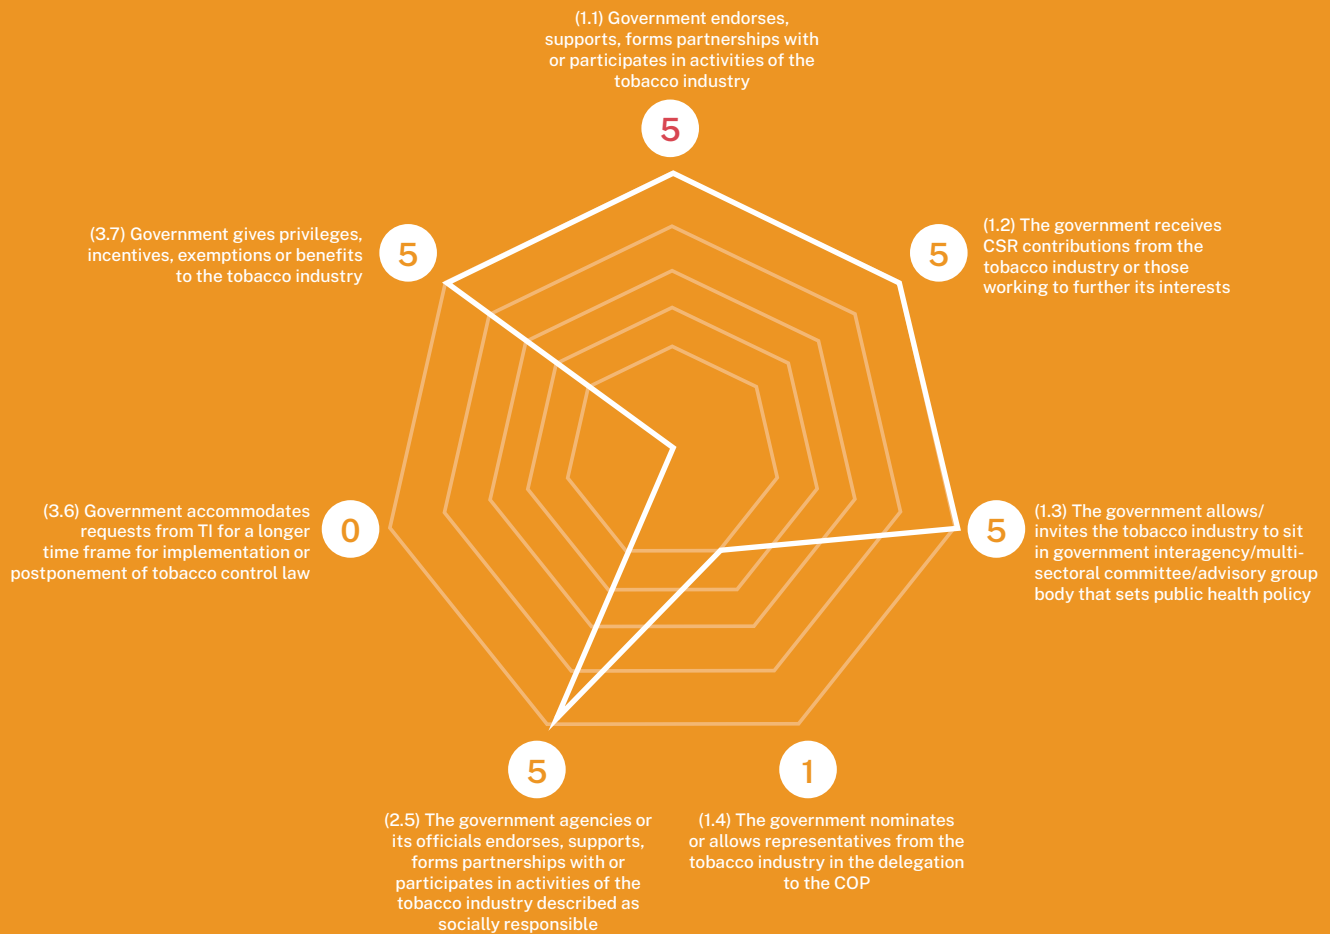 (1.1) Government endorses,
supports, forms partnerships with
or participates in activities of the
tobacco industry
5
(1.2) The government receives
CSR contributions from the
tobacco industry or those
working to further its interests
5
(1.3) The government allows/
invites the tobacco industry to sit
in government interagency/multi-
sectoral committee/advisory group
body that sets public health policy
5
1
(1.4) The government nominates
or allows representatives from the
tobacco industry in the delegation
to the COP
5
(2.5) The government agencies or
its officials endorses, supports,
forms partnerships with or
participates in activities of the
tobacco industry described as
socially responsible
(3.6) Government accommodates
requests from TI for a longer
time frame for implementation or
postponement of tobacco control law
0
(3.7) Government gives privileges,
incentives, exemptions or benefits
to the tobacco industry
5